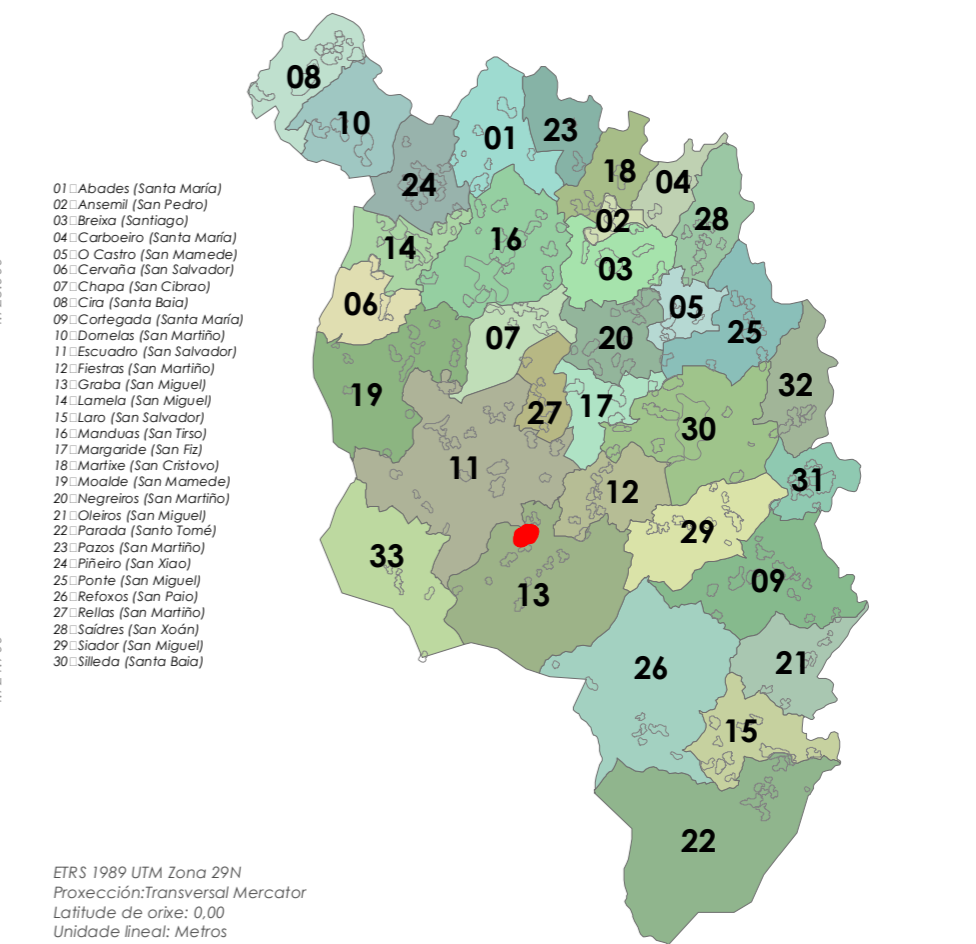 08
10
01
23
24
18
04
02
28
14
16
03
06
05
07
20
25
32
19
27
17
30
11
12
31
29
33
13
09
26
21
15
22
01 Abades (Santa María)
02 Ansemil (San Pedro)
03 Breixa (Santiago)
04 Carboeiro (Santa María)
05 O Castro (San Mamede)
06 Cervaña (San Salvador)
07 Chapa (San Cibrao)
08 Cira (Santa Baia)
09 Cortegada (Santa María)
10 Dornelas (San Martiño)
11 Escuadro (San Salvador)
12 Fiestras (San Martiño)
13 Graba (San Miguel)
14 Lamela (San Miguel)
15 Laro (San Salvador)
16 Manduas (San Tirso)
17 Margaride (San Fiz)
18 Martixe (San Cristovo)
19 Moalde (San Mamede)
20 Negreiros (San Martiño)
21 Oleiros (San Miguel)
22 Parada (Santo Tomé)
23 Pazos (San Martiño)
24 Piñeiro (San Xiao)
25 Ponte (San Miguel)
26 Refoxos (San Paio)
27 Rellas (San Martiño)
28 Saídres (San Xoán)
29 Siador (San Miguel)
30 Silleda (Santa Baia)
ETRS 1989 UTM Zona 29N
Proxección:Transversal Mercator
Latitude de orixe: 0,00
Unidade lineal: Metros